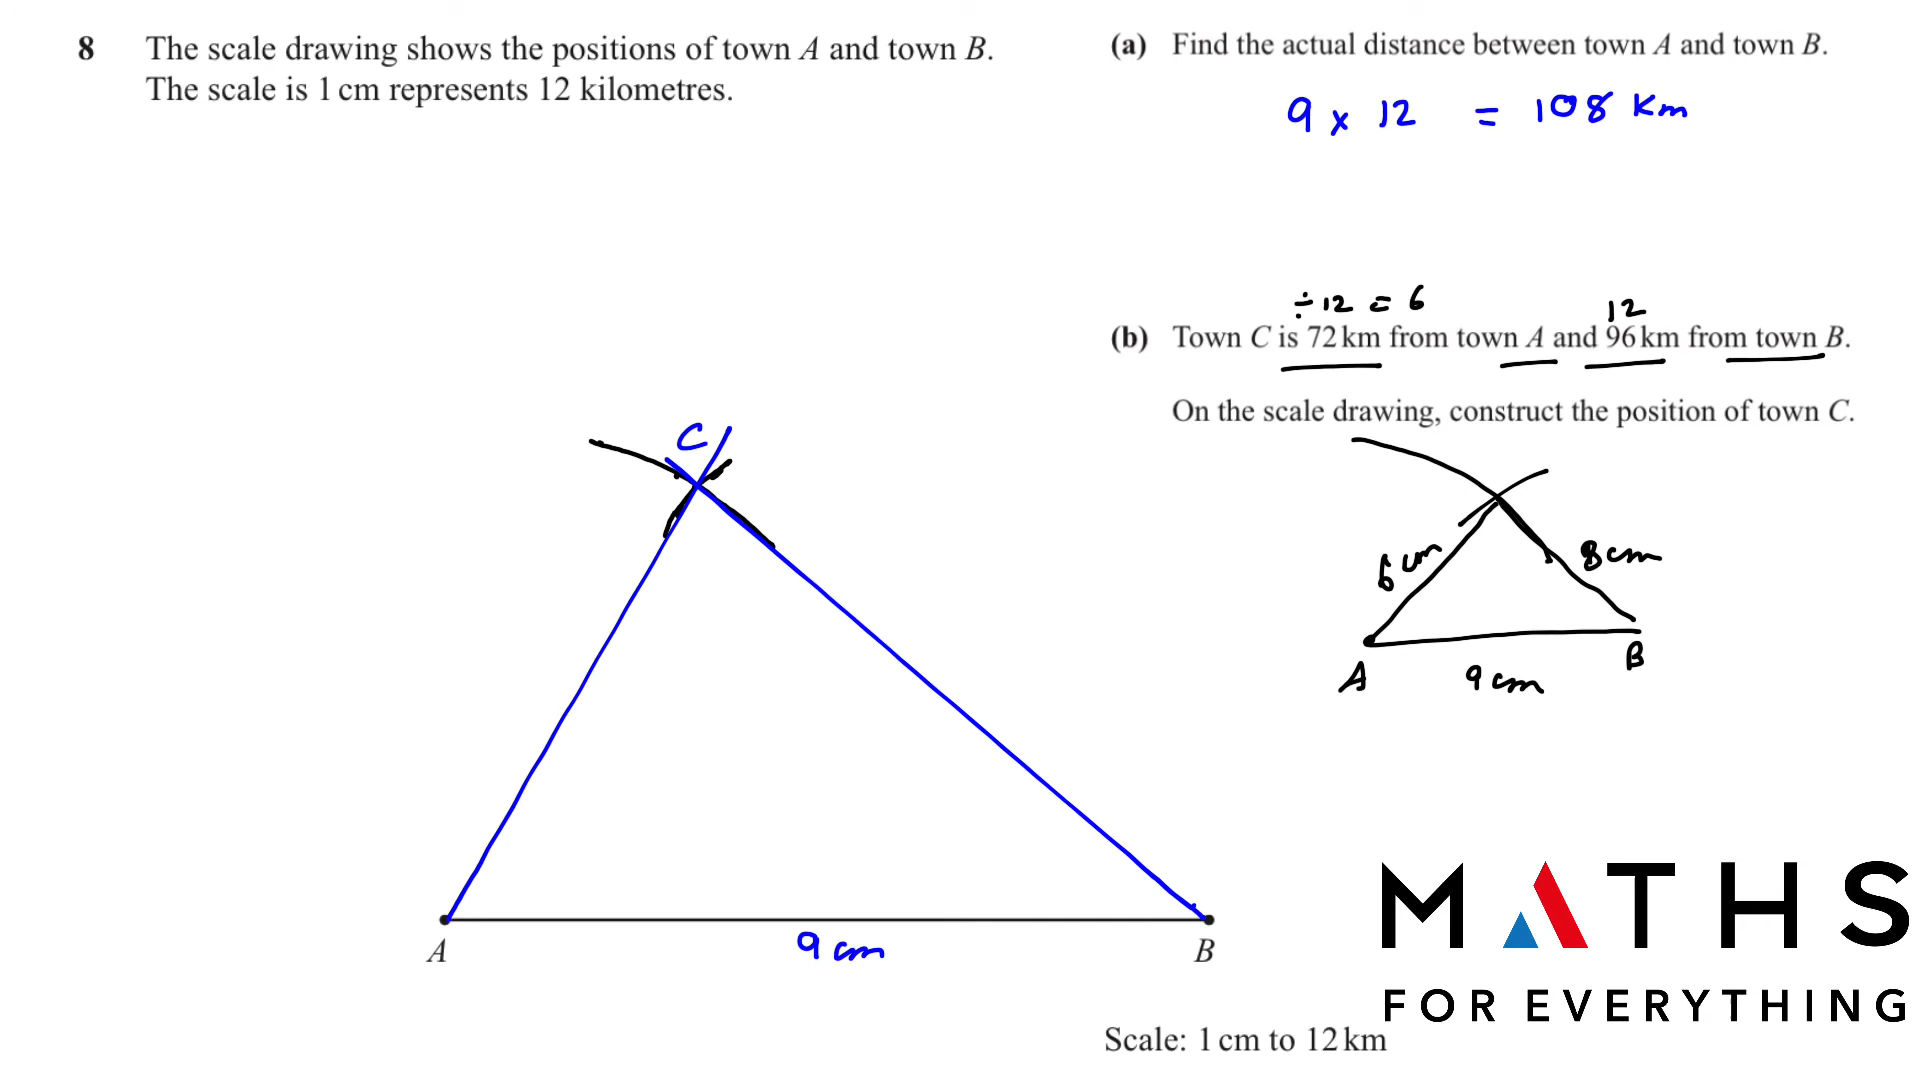 8 The scale drawing shows the positions of town A and town B.
The scale is 1 cm represents 12 kilometres.
C
A
9 cm
B
Scale: 1 cm to 12 km
(a) Find the actual distance between town A and town B.
9 x 12 = 108 Km
÷ 12 = 6
12
(b) Town C is 72 km from town A and 96 km from town B.
On the scale drawing, construct the position of town C.
6 cm
8 cm
A
9 cm
B
MATHS
FOR EVERYTHING